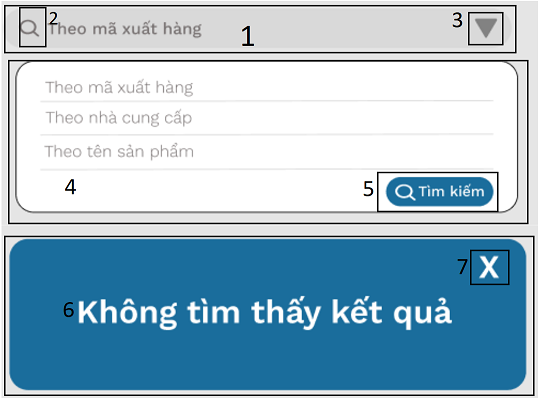 2
Theo mã xuất hàng
1
3
Theo mã xuất hàng
Theo nhà cung cấp
Theo tên sản phẩm
4
5
Tìm kiếm
7
X
6
Không tìm thấy kết quả